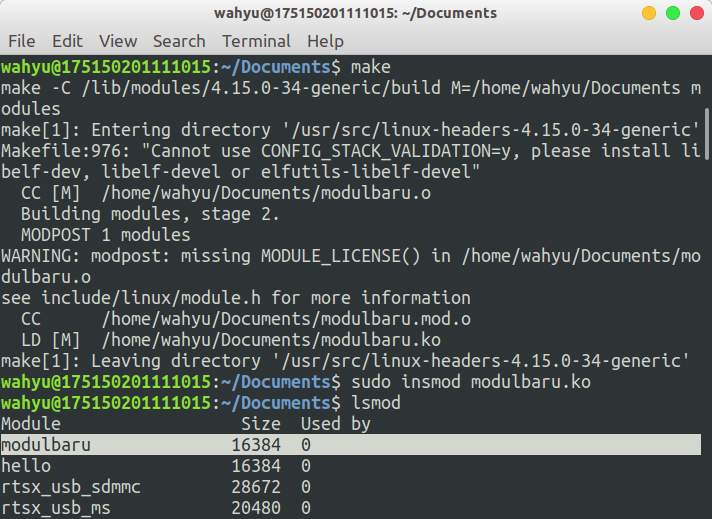 wahyu@175150201111015: ~/Documents
File Edit View Search Terminal Help
wahyu@175150201111015:~/Documents$ make
make -C /lib/modules/4.15.0-34-generic/build M=/home/wahyu/Documents m
odules
make[1]: Entering directory '/usr/src/linux-headers-4.15.0-34-generic'
Makefile:976: "Cannot use CONFIG_STACK_VALIDATION=y, please install li
belf-dev, libelf-devel or elfutils-libelf-devel"
  CC [M]  /home/wahyu/Documents/modulbaru.o
  Building modules, stage 2.
  MODPOST 1 modules
WARNING: modpost: missing MODULE_LICENSE() in /home/wahyu/Documents/mo
dulbaru.o
see include/linux/module.h for more information
  CC      /home/wahyu/Documents/modulbaru.mod.o
  LD [M]  /home/wahyu/Documents/modulbaru.ko
make[1]: Leaving directory '/usr/src/linux-headers-4.15.0-34-generic'
wahyu@175150201111015:~/Documents$ sudo insmod modulbaru.ko
wahyu@175150201111015:~/Documents$ lsmod
Module                  Size  Used by
modulbaru              16384  0
hello                  16384  0
rtsx_usb_sdmmc         28672  0
rtsx_usb_ms            20480  0